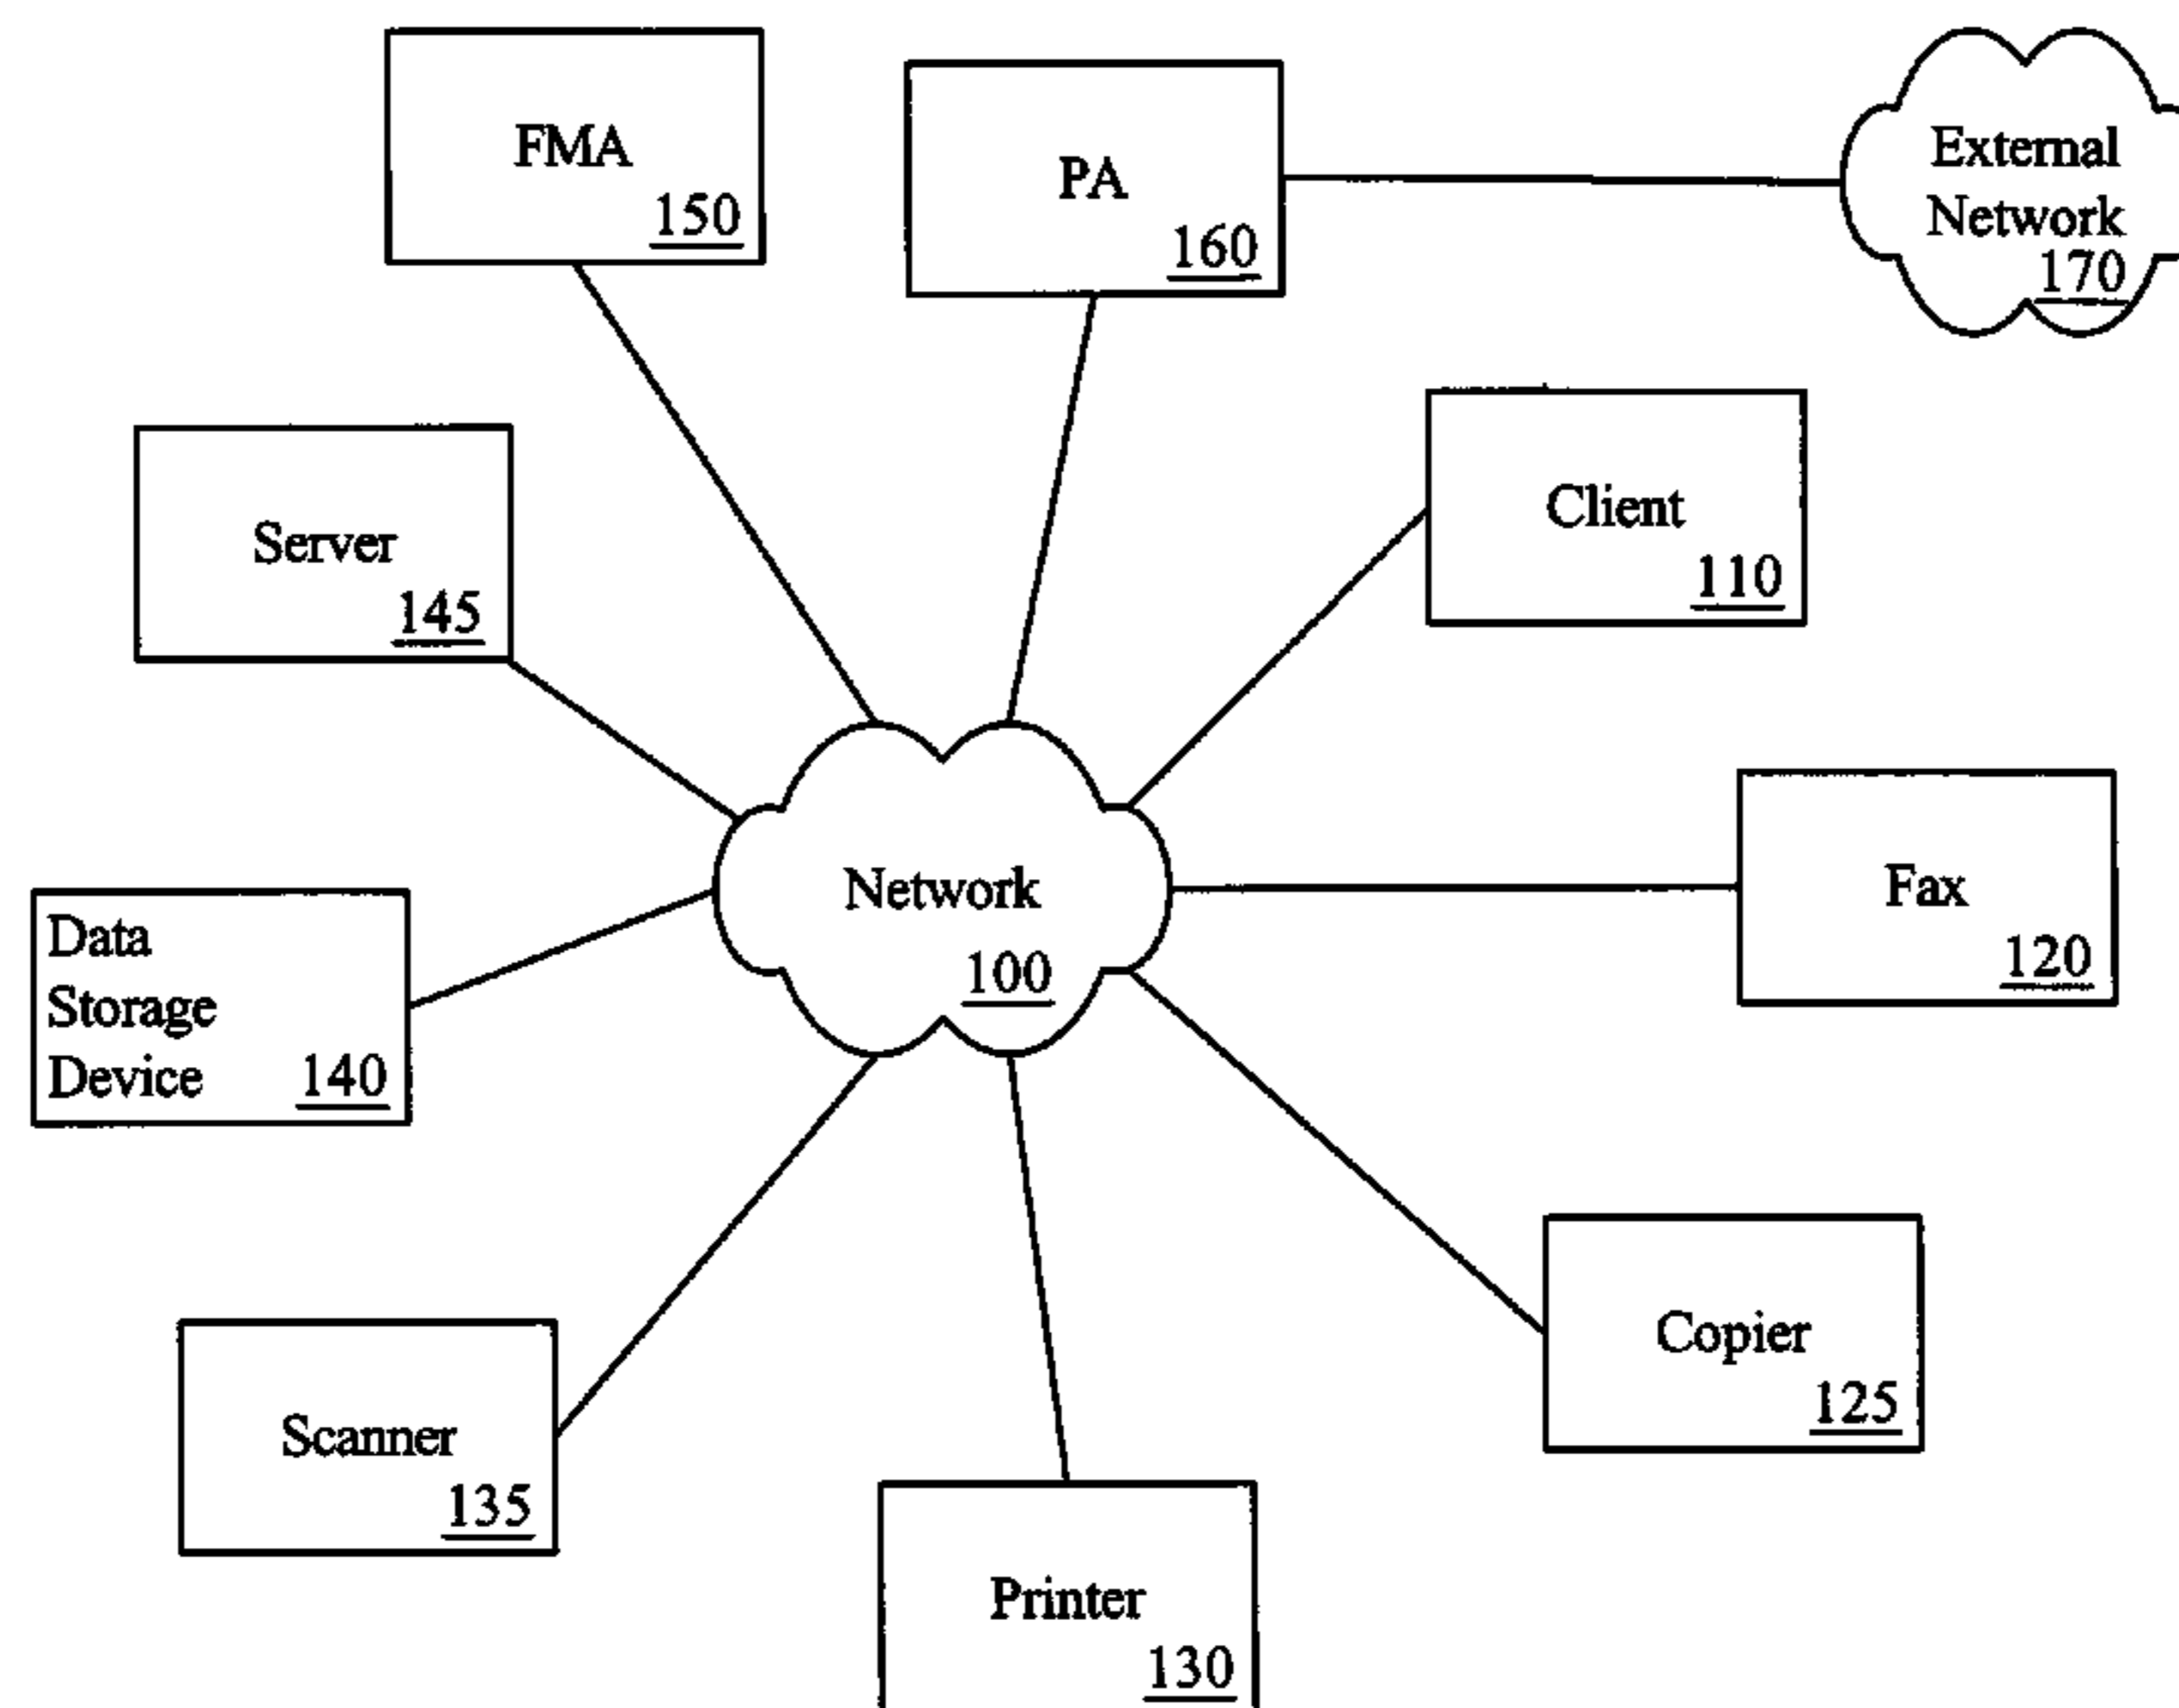 FMA
150
PA
160
External
Network
170
Server
145
Client
110
Network
100
Fax
120
Data
Storage
Device 140
Copier
125
Scanner
135
Printer
130